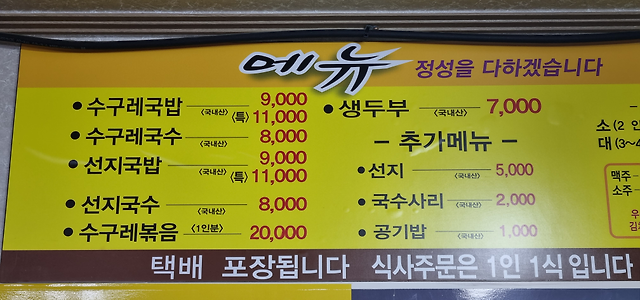 메뉴 정성을 다하겠습니다
수구레국밥 <국내산> 9,000
<특> 11,000
수구레국수 <국내산> 8,000
선지국밥 <국내산> 9,000
<특> 11,000
선지국수 <국내산> 8,000
수구레볶음 <1인분> 20,000
생두부 <국내산> 7,000
- 추가메뉴 -
선지 <국내산> 5,000
국수사리 <국내산> 2,000
공기밥 <국내산> 1,000
소 (2 인
대 (3~4
맥주
소주
택배 포장됩니다 식사주문은 1인 1식 입니다